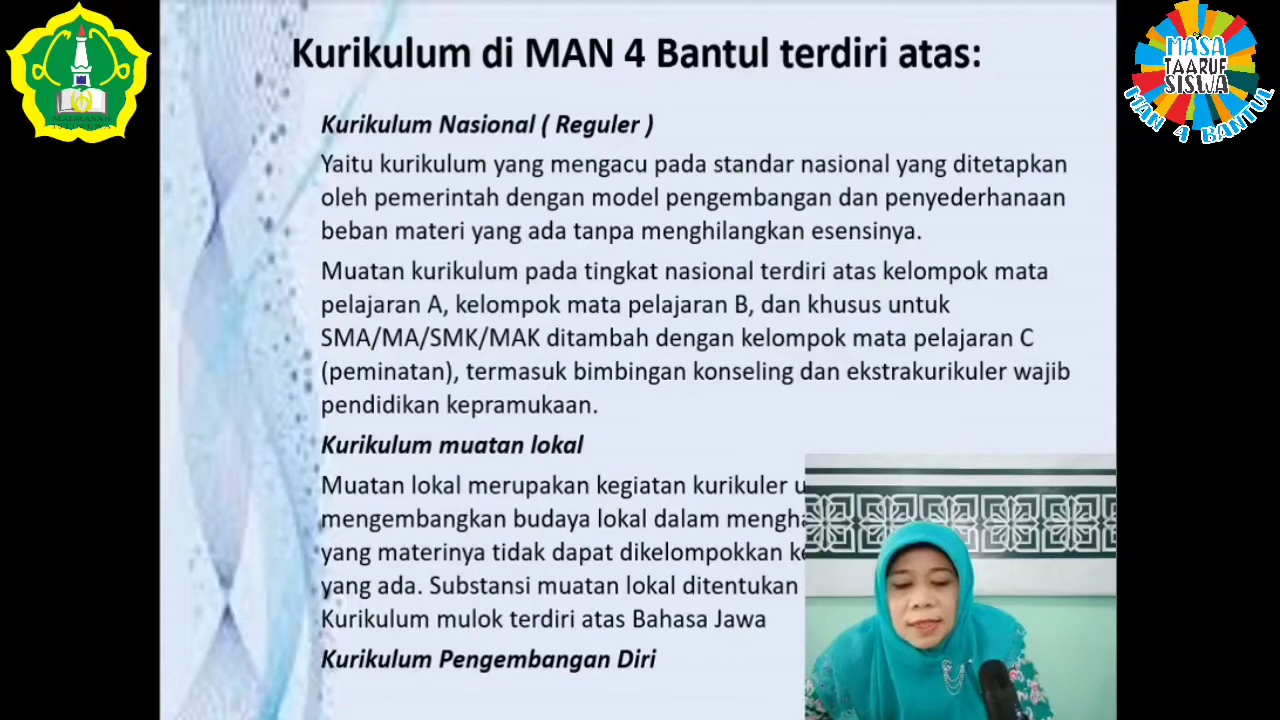 Kurikulum di MAN 4 Bantul terdiri atas:
MASA
TAARUF
SISWA
MAN 4 BANTUL
MADRASAH
Kurikulum Nasional ( Reguler )
Yaitu kurikulum yang mengacu pada standar nasional yang ditetapkan
oleh pemerintah dengan model pengembangan dan penyederhanaan
beban materi yang ada tanpa menghilangkan esensinya.
Muatan kurikulum pada tingkat nasional terdiri atas kelompok mata
pelajaran A, kelompok mata pelajaran B, dan khusus untuk
SMA/MA/SMK/MAK ditambah dengan kelompok mata pelajaran C
(peminatan), termasuk bimbingan konseling dan ekstrakurikuler wajib
pendidikan kepramukaan.
Kurikulum muatan lokal
Muatan lokal merupakan kegiatan kurikuler
mengembangkan budaya lokal dalam
yang materinya tidak dapat dikelompokkan
yang ada. Substansi muatan lokal ditentukan
Kurikulum mulok terdiri atas Bahasa Jawa
Kurikulum Pengembangan Diri